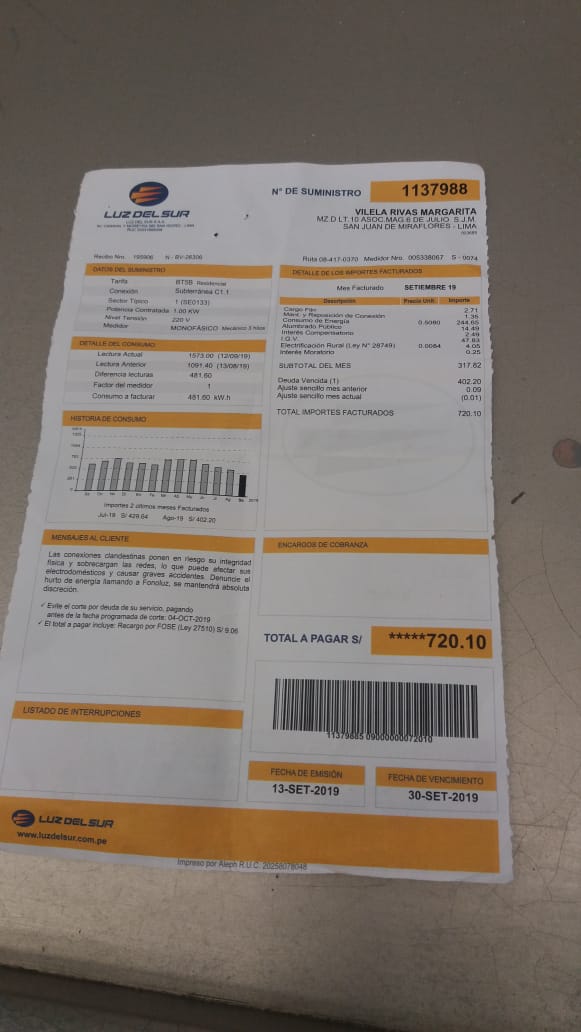 LUZ DEL SUR
LUZ DEL SUR S.A.A.
N° DE SUMINISTRO 1137988
VILELA RIVAS MARGARITA
MZ.D LT.10 ASOC.MAG.6 DE JULIO S.J.M.
SAN JUAN DE MIRAFLORES - LIMA
Recibo Nro. 195906 N - BV-26306
Ruta 08-417-0370 Medidor Nro. 005338067 S - 0074
DATOS DEL SUMINISTRO
Tarifa BT5B Residencial
Conexión Subterránea C1.1
Sector Típico 1 (SE0133)
Potencia Contratada 1.00 KW
Nivel Tensión 220 V
Medidor MONOFÁSICO Mecánico 3 hilos
DETALLE DEL CONSUMO
Lectura Actual 1573.00 (12/09/19)
Lectura Anterior 1091.40 (13/08/19)
Diferencia lecturas 481.60
Factor del medidor 1
Consumo a facturar 481.60 kW.h
HISTORIA DE CONSUMO
Importes 2 últimos meses Facturados
Jul-19 S/ 429.64 Ago-19 S/ 402.20
DETALLE DE LOS IMPORTES FACTURADOS
Mes Facturado SETIEMBRE 19
Descripción Precio Unit. Importe
Cargo Fijo 2.71
Mant. y Reposición de Conexión 1.35
Consumo de Energía 0.5080 244.65
Alumbrado Público 14.49
Interés Compensatorio 2.49
I.G.V. 47.83
Electrificación Rural (Ley N° 28749) 0.0084 4.05
Interés Moratorio 0.25
SUBTOTAL DEL MES 317.82
Deuda Vencida (1) 402.20
Ajuste sencillo mes anterior 0.09
Ajuste sencillo mes actual (0.01)
TOTAL IMPORTES FACTURADOS 720.10
MENSAJES AL CLIENTE
Las conexiones clandestinas ponen en riesgo su integridad
física y sobrecargan las redes, lo que puede afectar sus
electrodomésticos y causar graves accidentes. Denuncie el
hurto de energía llamando a Fonoluz, se mantendrá absoluta
discreción.
✓ Evite el corte por deuda de su servicio, pagando
antes de la fecha programada de corte: 04-OCT-2019
✓ El total a pagar incluye: Recargo por FOSE (Ley 27510) S/ 9.06
ENCARGOS DE COBRANZA
TOTAL A PAGAR S/ *****720.10
LISTADO DE INTERRUPCIONES
11379885 09000000072010
FECHA DE EMISIÓN
13-SET-2019
FECHA DE VENCIMIENTO
30-SET-2019
LUZ DEL SUR
www.luzdelsur.com.pe
Impreso por Aleph R.U.C. 20258078048